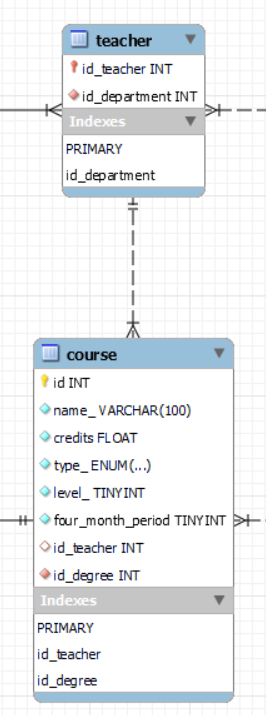 teacher
id_teacher INT
id_department INT
Indexes
PRIMARY
id_department
course
id INT
name_ VARCHAR(100)
credits FLOAT
type_ ENUM(...)
level_ TINYINT
four_month_period TINYINT
id_teacher INT
id_degree INT
Indexes
PRIMARY
id_teacher
id_degree